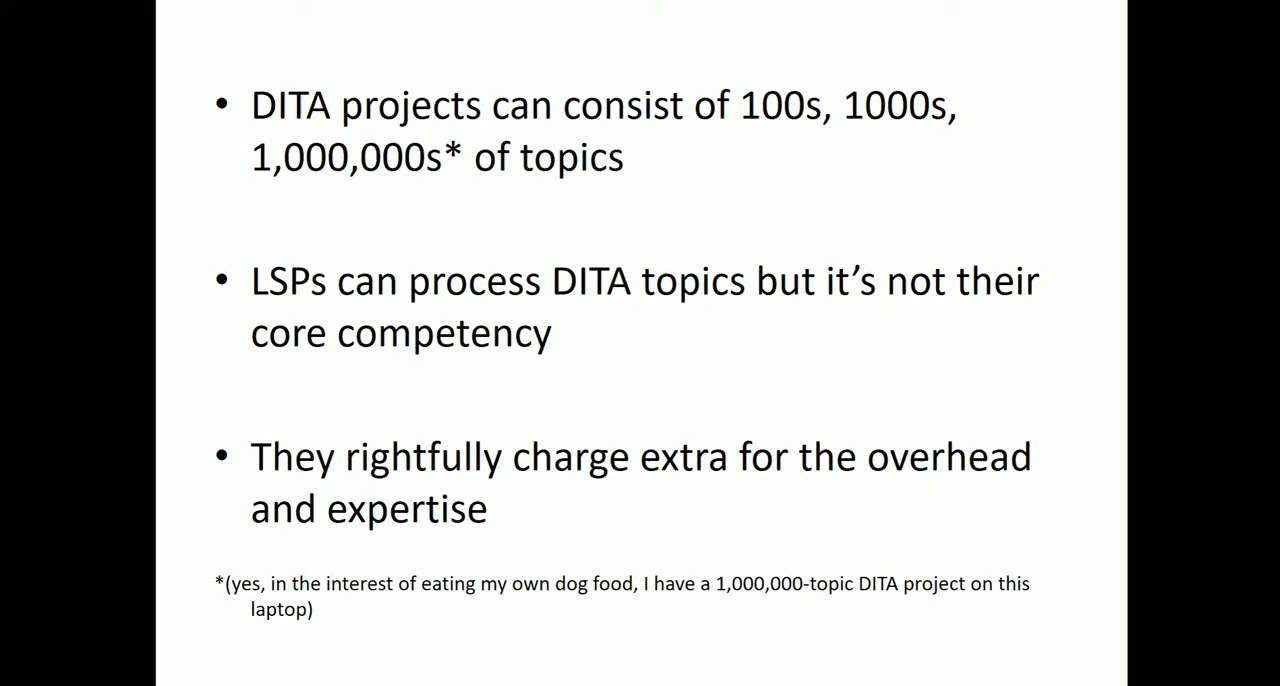 • DITA projects can consist of 100s, 1000s,
1,000,000s* of topics
• LSPs can process DITA topics but it’s not their
core competency
• They rightfully charge extra for the overhead
and expertise
*(yes, in the interest of eating my own dog food, I have a 1,000,000-topic DITA project on this
laptop)